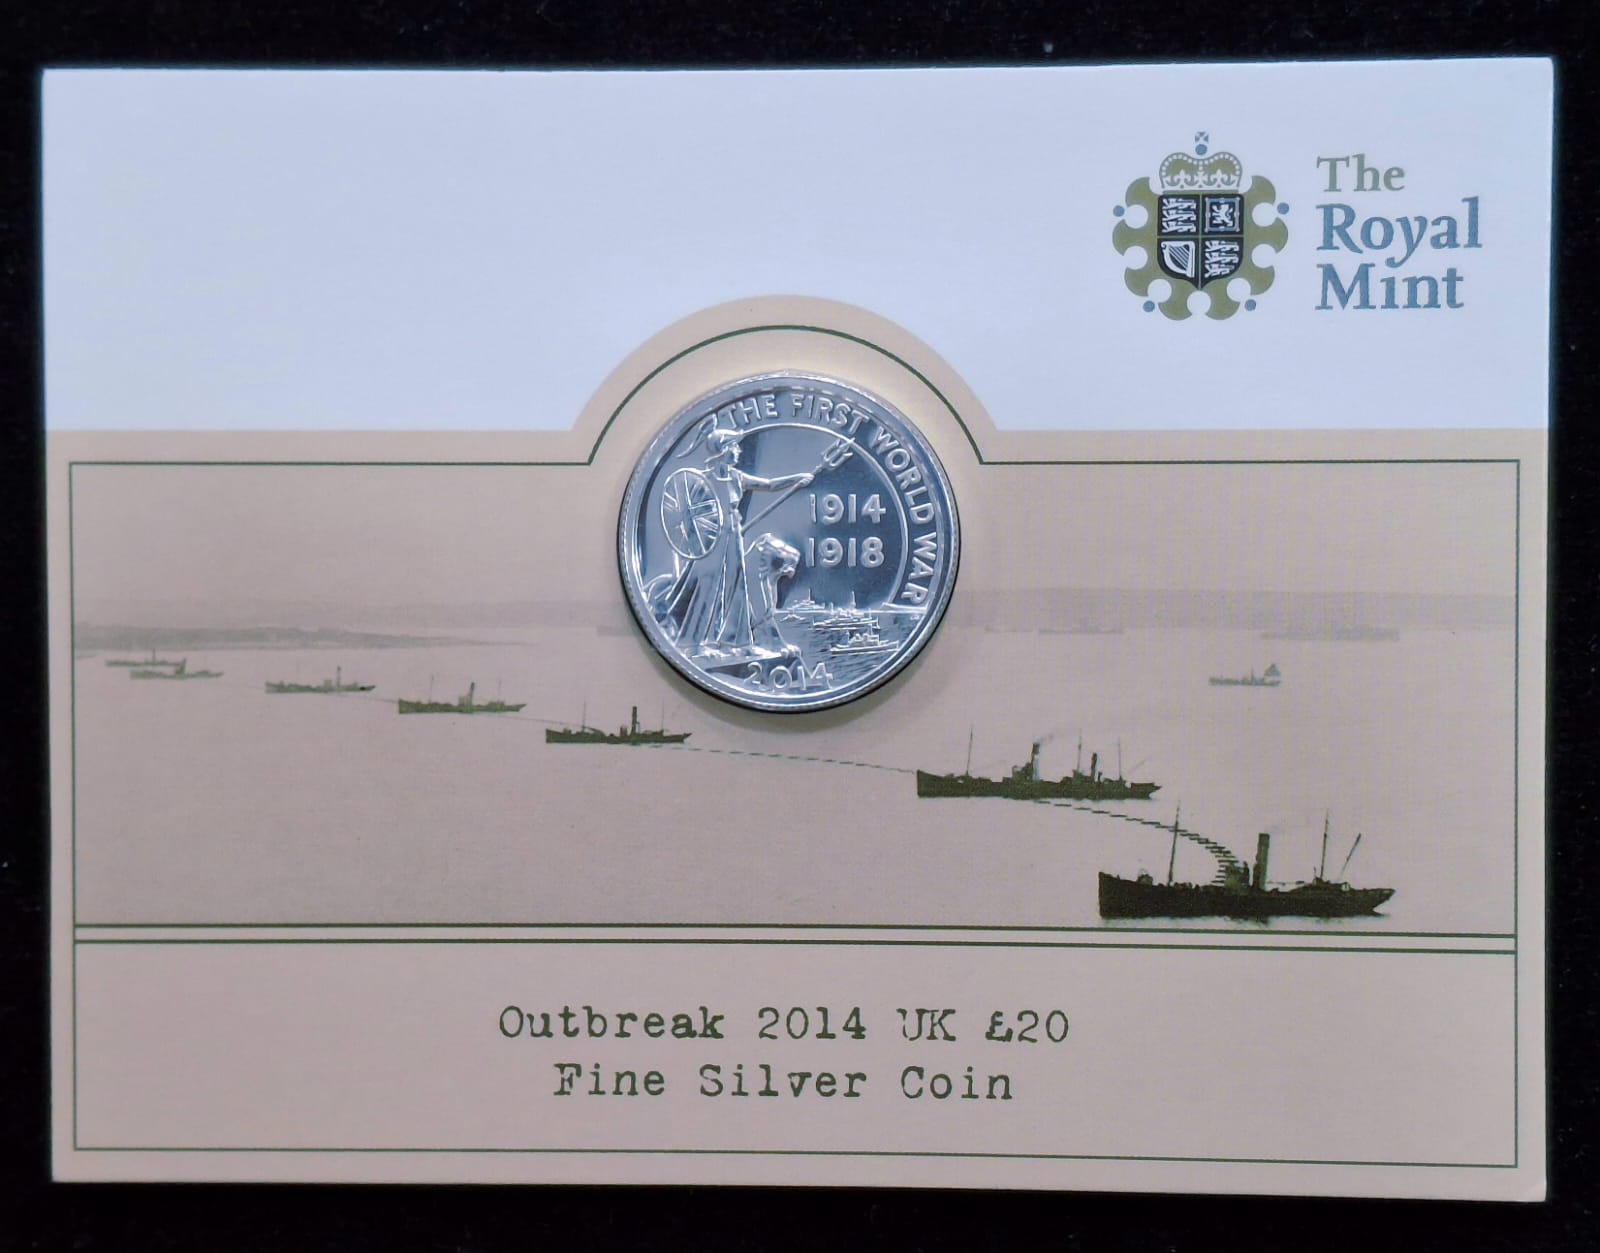 The
Royal
Mint
THE FIRST WORLD WAR
1914
1918
2014
Outbreak 2014 UK £20
Fine Silver Coin